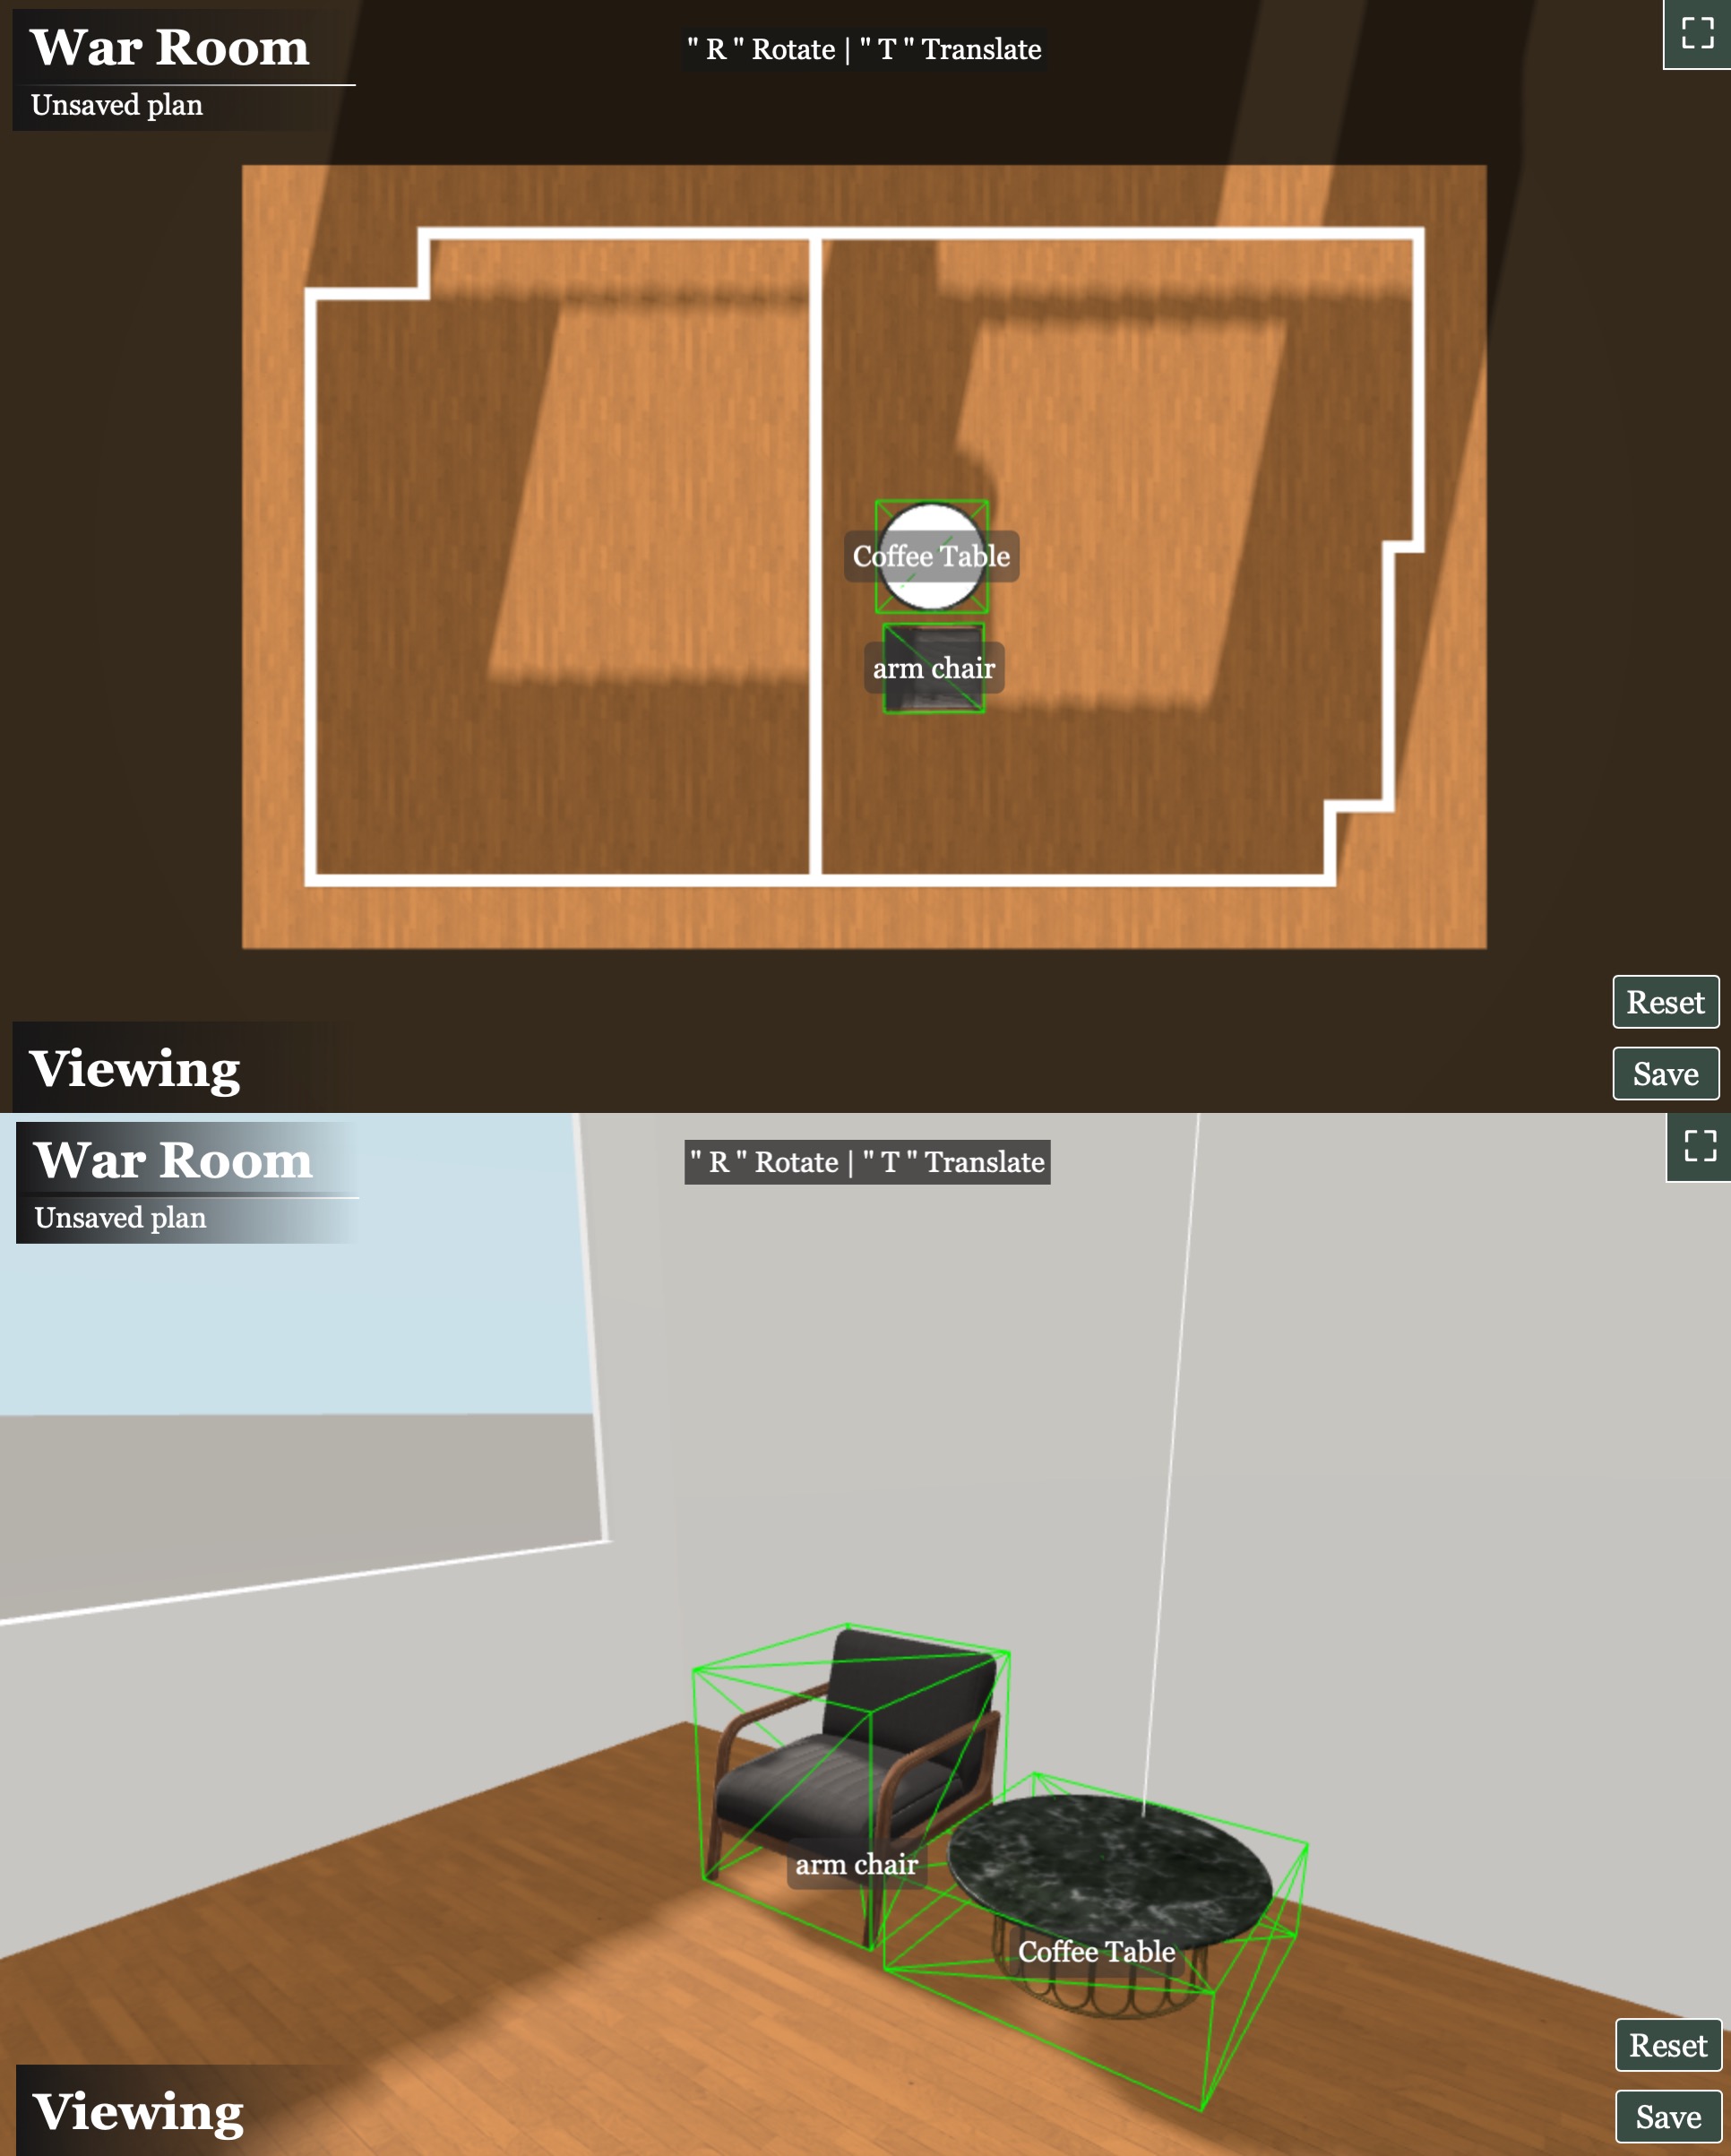 War Room
" R " Rotate | " T " Translate
Unsaved plan
Coffee Table
arm chair
Reset
Viewing
Save
War Room
" R " Rotate | " T " Translate
Unsaved plan
arm chair
Coffee Table
Reset
Viewing
Save